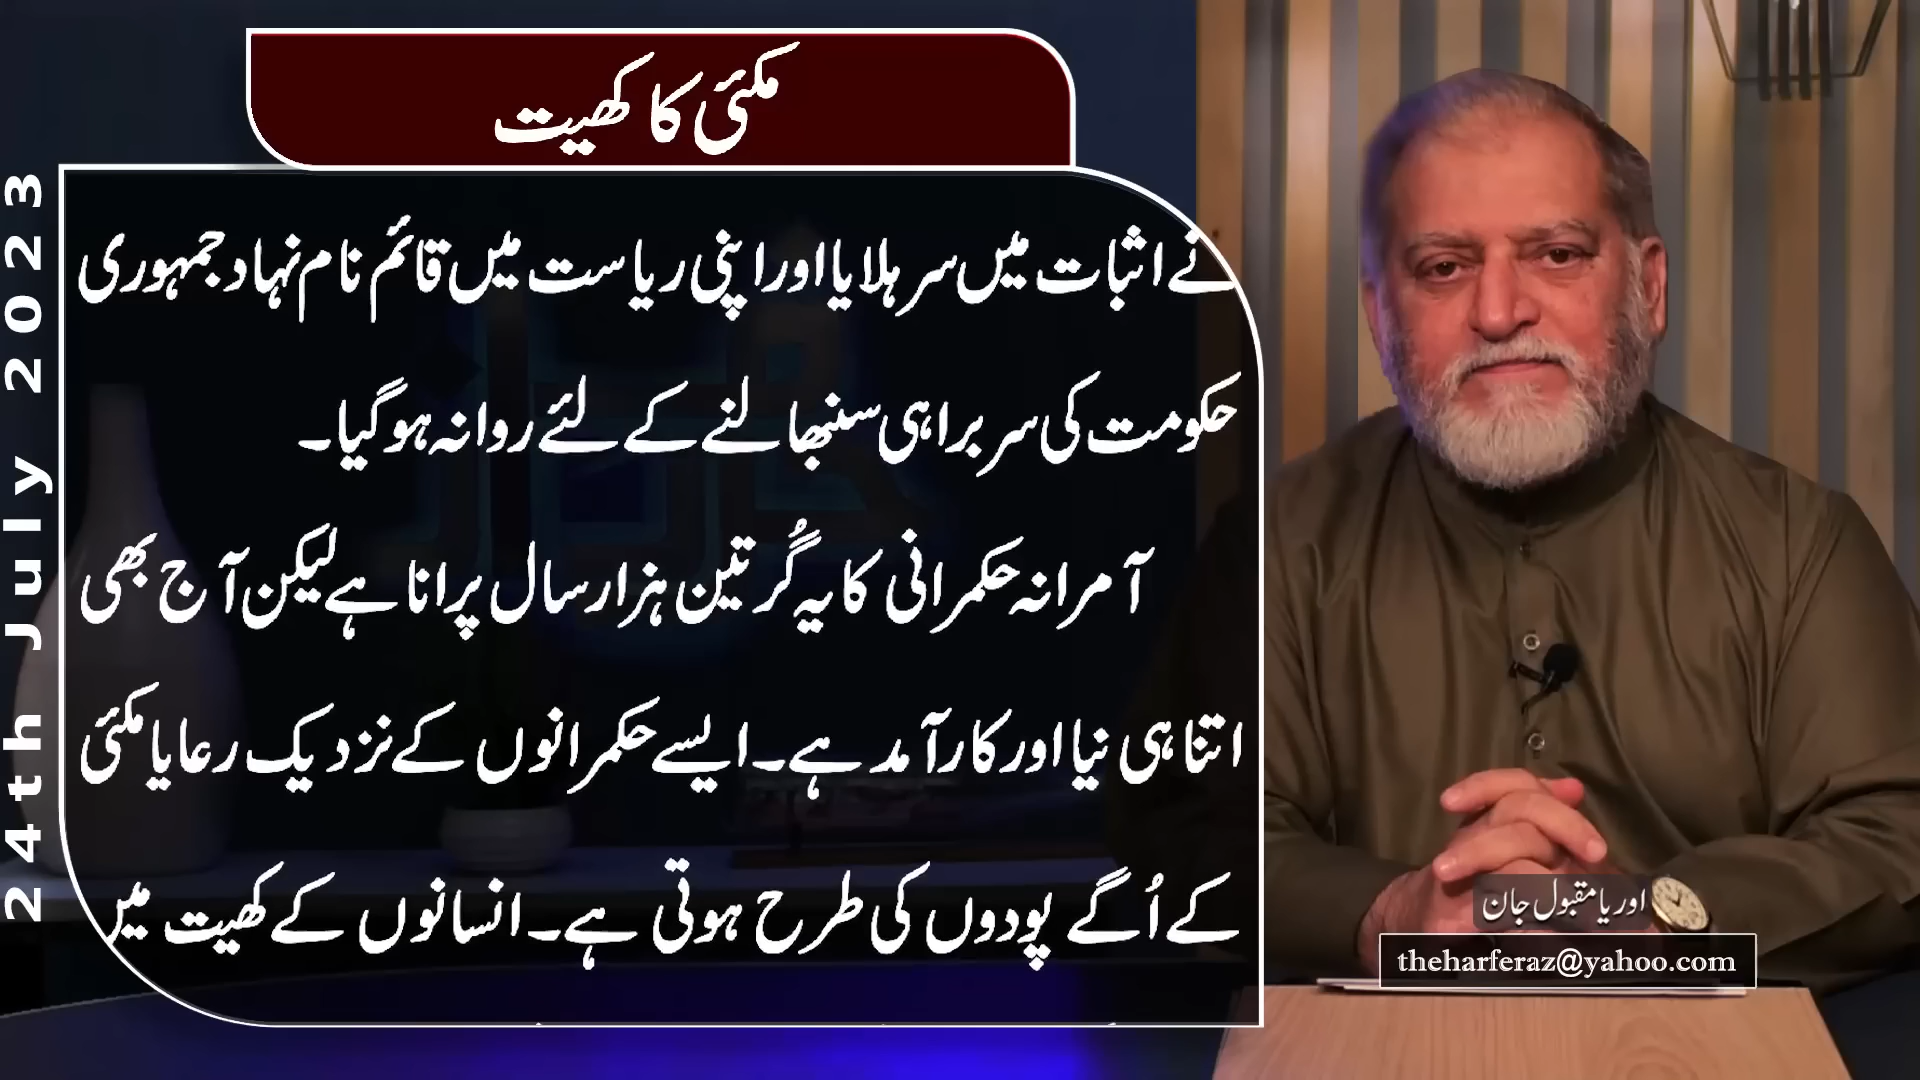 مکئی کا کھیت
نے اثبات میں سر ہلایا اور اپنی ریاست میں قائم نام نہاد جمہوری
حکومت کی سربراہی سنبھالنے کے لئے روانہ ہو گیا۔
آمرانہ حکمرانی کا یہ گُر تین ہزار سال پرانا ہے لیکن آج بھی
اتنا ہی نیا اور کارآمد ہے۔ ایسے حکمرانوں کے نزدیک رعایا مکئی
کے اُگے پودوں کی طرح ہوتی ہے۔ انسانوں کے کھیت میں
24th July 2023
اوریا مقبول جان
theharferaz@yahoo.com